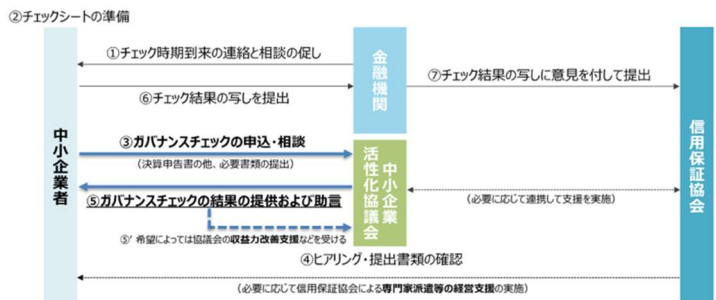 ②チェックシートの準備
①チェック時期到来の連絡と相談の促し
⑥チェック結果の写しを提出
金融機関
⑦チェック結果の写しに意見を付して提出
中小企業者
③ガバナンスチェックの申込・相談
（決算申告書の他、必要書類の提出）
⑤ガバナンスチェックの結果の提供および助言
⑤’ 希望によっては協議会の収益力改善支援などを受ける
中小企業
活性化協議会
（必要に応じて連携して支援を実施）
信用保証協会
④ヒアリング・提出書類の確認
（必要に応じて信用保証協会による専門家派遣等の経営支援の実施）